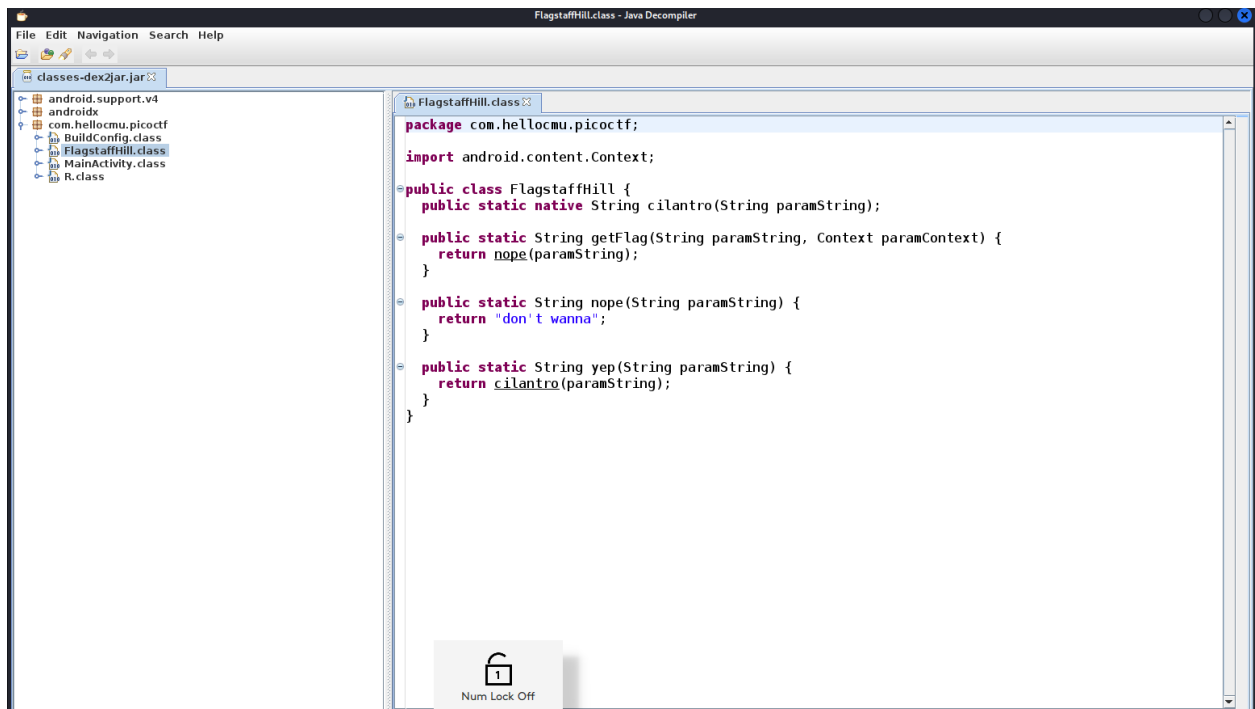 FlagstaffHill.class - Java Decompiler
File Edit Navigation Search Help
classes-dex2jar.jar
android.support.v4
androidx
com.hellocmu.picoctf
BuildConfig.class
FlagstaffHill.class
MainActivity.class
R.class
FlagstaffHill.class
package com.hellocmu.picoctf;
import android.content.Context;
public class FlagstaffHill {
public static native String cilantro(String paramString);
public static String getFlag(String paramString, Context paramContext) {
return nope(paramString);
}
public static String nope(String paramString) {
return "don't wanna";
}
public static String yep(String paramString) {
return cilantro(paramString);
}
}
1
Num Lock Off